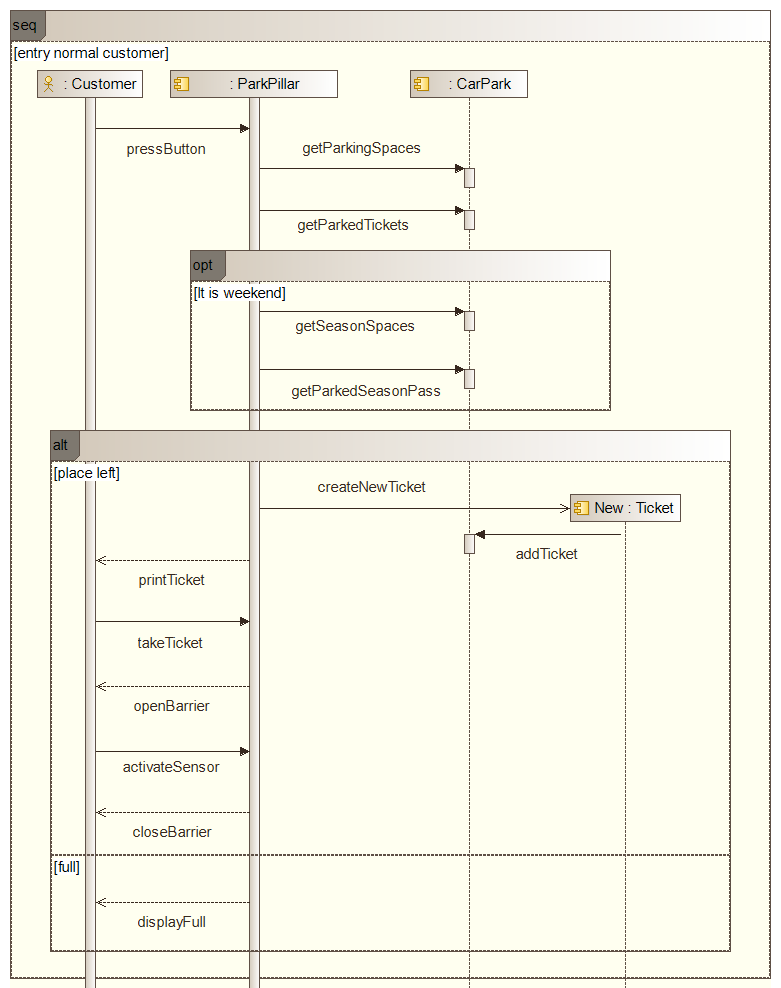 seq
[entry normal customer]
: Customer
: ParkPillar
: CarPark
pressButton
getParkingSpaces
getParkedTickets
opt
[It is weekend]
getSeasonSpaces
getParkedSeasonPass
alt
[place left]
createNewTicket
New : Ticket
addTicket
printTicket
takeTicket
openBarrier
activateSensor
closeBarrier
[full]
displayFull